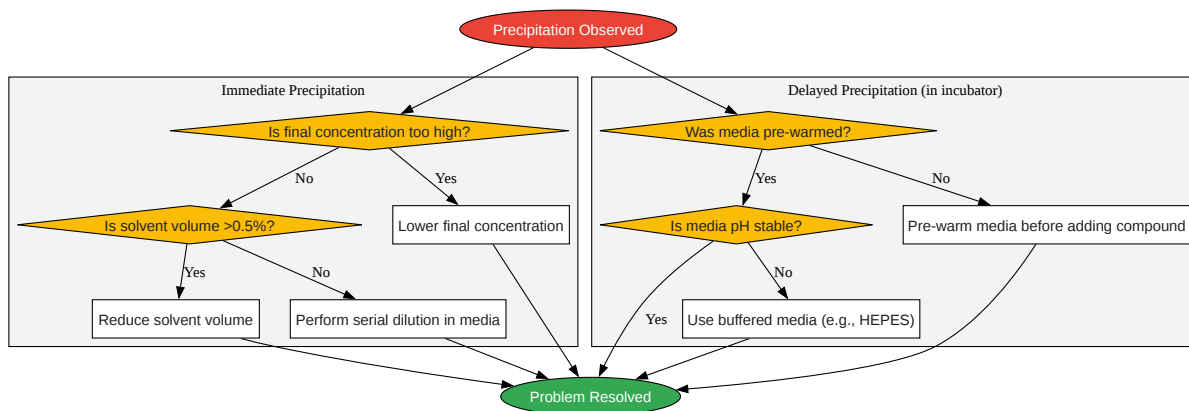 Precipitation Observed
Immediate Precipitation
Delayed Precipitation (in incubator)
Is final concentration too high?
Was media pre-warmed?
No
Yes
Yes
No
Is solvent volume >0.5%?
Lower final concentration
Is media pH stable?
Pre-warm media before adding compound
Yes
No
No
Reduce solvent volume
Perform serial dilution in media
Yes
Use buffered media (e.g., HEPES)
Problem Resolved